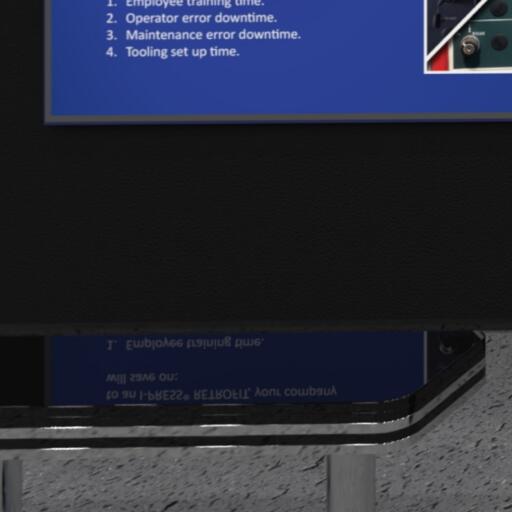 1. Employee training time.
2. Operator error downtime.
3. Maintenance error downtime.
4. Tooling set up time.
1. Employee training time.
will save on:
to an I-PRESS® RETROFIT, your company